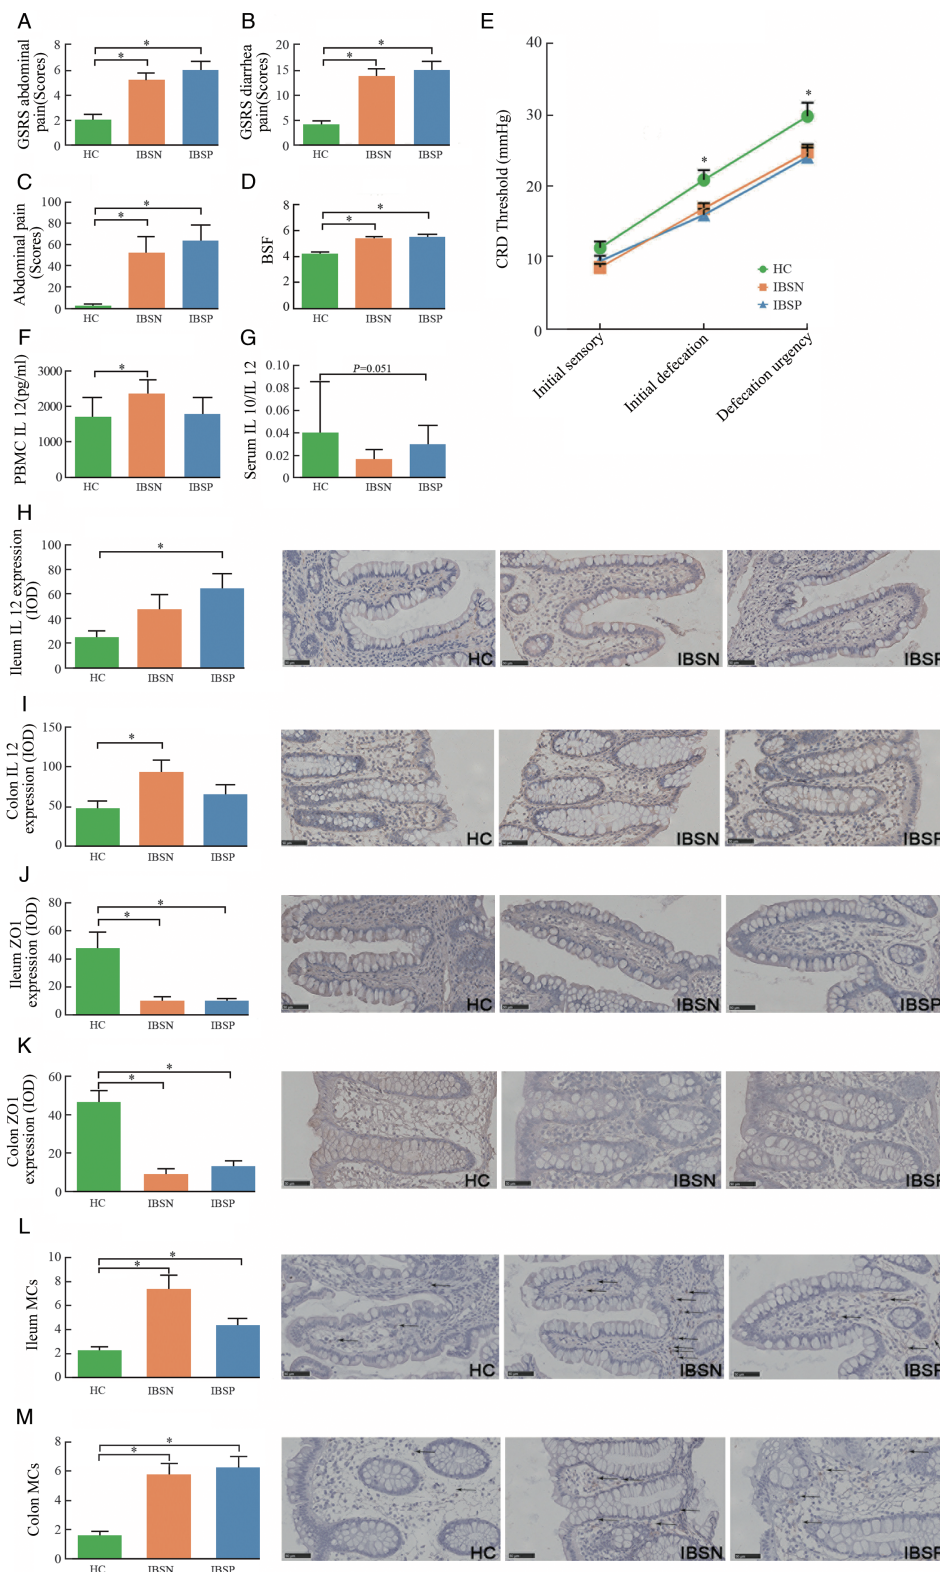 A
GSRS abdominal
pain(Scores)
8
6
4
2
0
*
*
HC
IBSN
IBSP
B
GSRS diarrhea
pain(Scores)
20
15
10
5
0
*
*
HC
IBSN
IBSP
C
Abdominal pain
(Scores)
100
80
60
40
20
0
*
*
HC
IBSN
IBSP
D
BSF
8
6
4
2
0
*
*
HC
IBSN
IBSP
E
CRD Threshold (mmHg)
40
30
20
10
0
*
*
HC
IBSN
IBSP
Initial sensory
Initial defecation
Defecation urgency
F
PBMC IL 12(pg/ml)
3000
2000
1000
0
*
HC
IBSN
IBSP
G
Serum IL 10/IL 12
0.10
0.08
0.06
0.04
0.02
0
P=0.051
HC
IBSN
IBSP
H
Ileum IL 12 expression
(IOD)
100
80
60
40
20
0
*
HC
IBSN
IBSP
HC
IBSN
IBSP
I
Colon IL 12
expression (IOD)
150
100
50
0
*
HC
IBSN
IBSP
HC
IBSN
IBSP
J
Ileum ZO1
expression (IOD)
80
60
40
20
0
*
*
HC
IBSN
IBSP
HC
IBSN
IBSP
K
Colon ZO1
expression (IOD)
60
40
20
0
*
*
HC
IBSN
IBSP
HC
IBSN
IBSP
L
Ileum MCs
10
8
6
4
2
0
*
*
HC
IBSN
IBSP
HC
IBSN
IBSP
M
Colon MCs
8
6
4
2
0
*
*
HC
IBSN
IBSP
HC
IBSN
IBSP